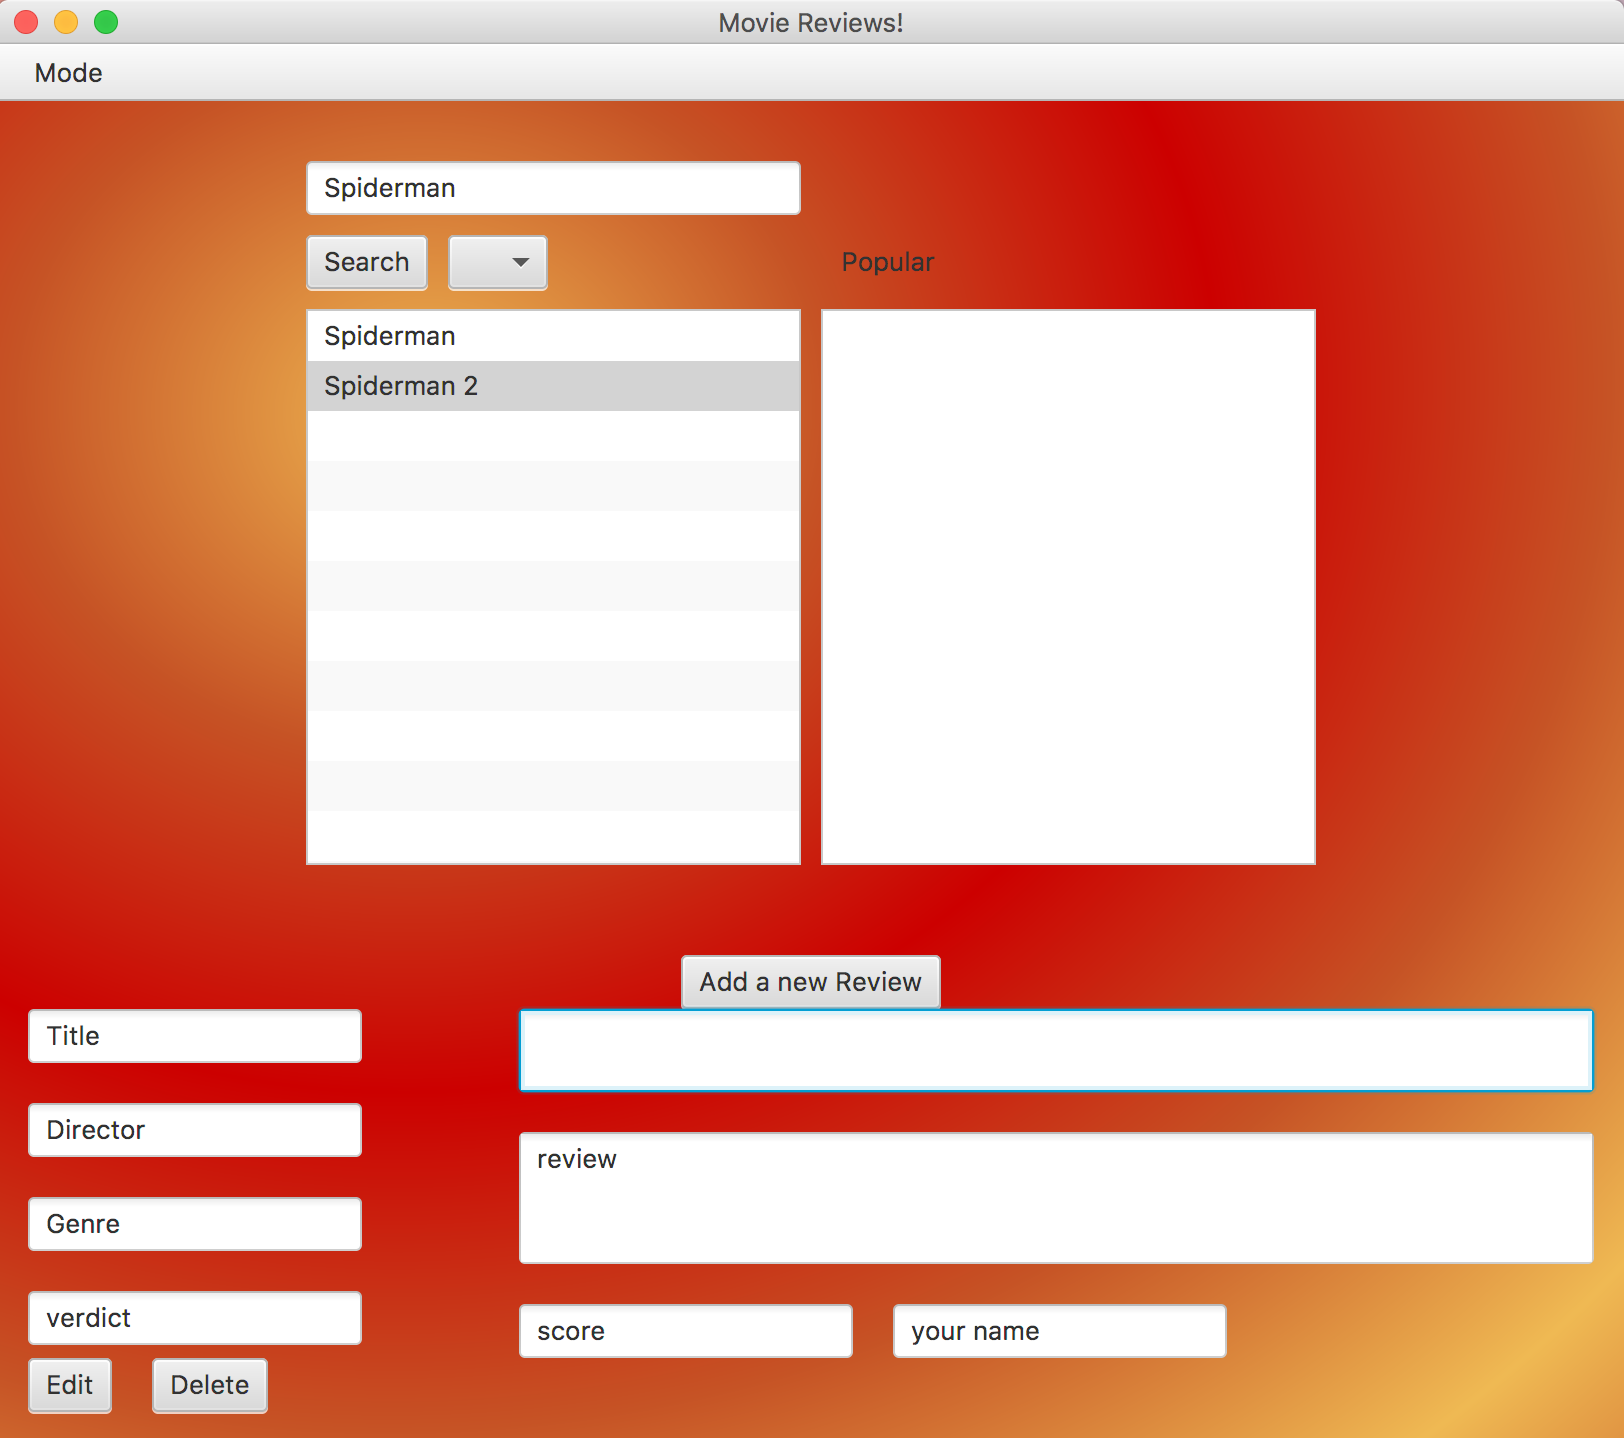 Movie Reviews!
Mode
Spiderman
Search
Popular
Spiderman
Spiderman 2
Add a new Review
Title
Director
review
Genre
verdict
score
your name
Edit
Delete